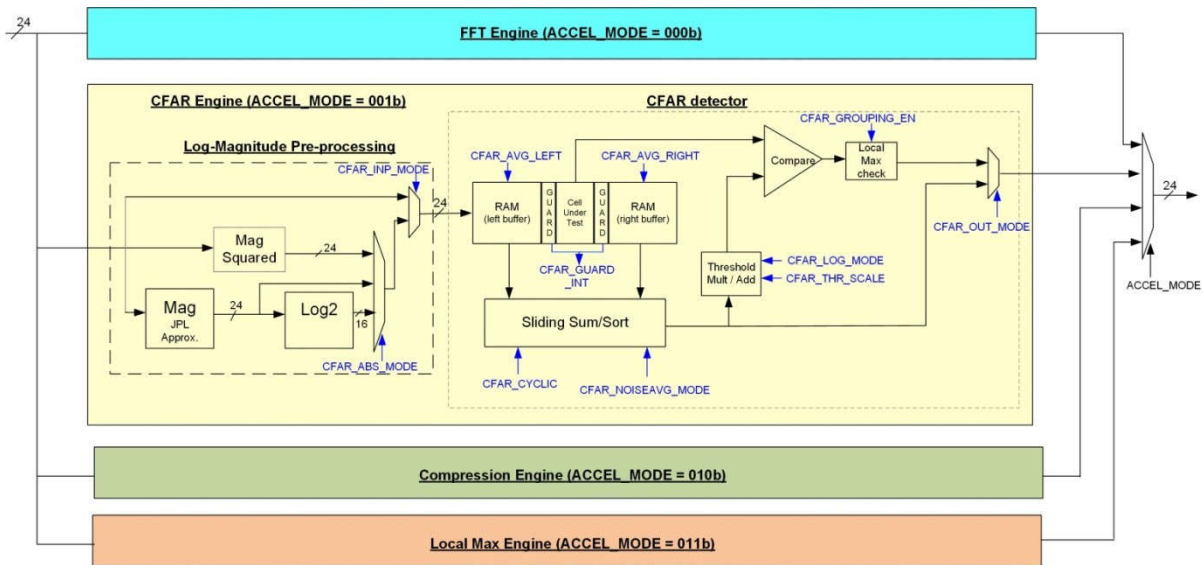 24
FFT Engine (ACCEL_MODE = 000b)
CFAR Engine (ACCEL_MODE = 001b)
CFAR detector
Log-Magnitude Pre-processing
CFAR_INP_MODE
24
Mag
Squared
24
Mag
JPL
Approx.
24
Log2
16
CFAR_ABS_MODE
CFAR_AVG_LEFT
CFAR_AVG_RIGHT
CFAR_GROUPING_EN
RAM
(left buffer)
GUARD
Cell
Under
Test
GUARD
RAM
(right buffer)
CFAR_GUARD
_INT
Compare
Local
Max
check
CFAR_OUT_MODE
Threshold
Mult / Add
CFAR_LOG_MODE
CFAR_THR_SCALE
Sliding Sum/Sort
CFAR_CYCLIC
CFAR_NOISEAVG_MODE
24
ACCEL_MODE
Compression Engine (ACCEL_MODE = 010b)
Local Max Engine (ACCEL_MODE = 011b)